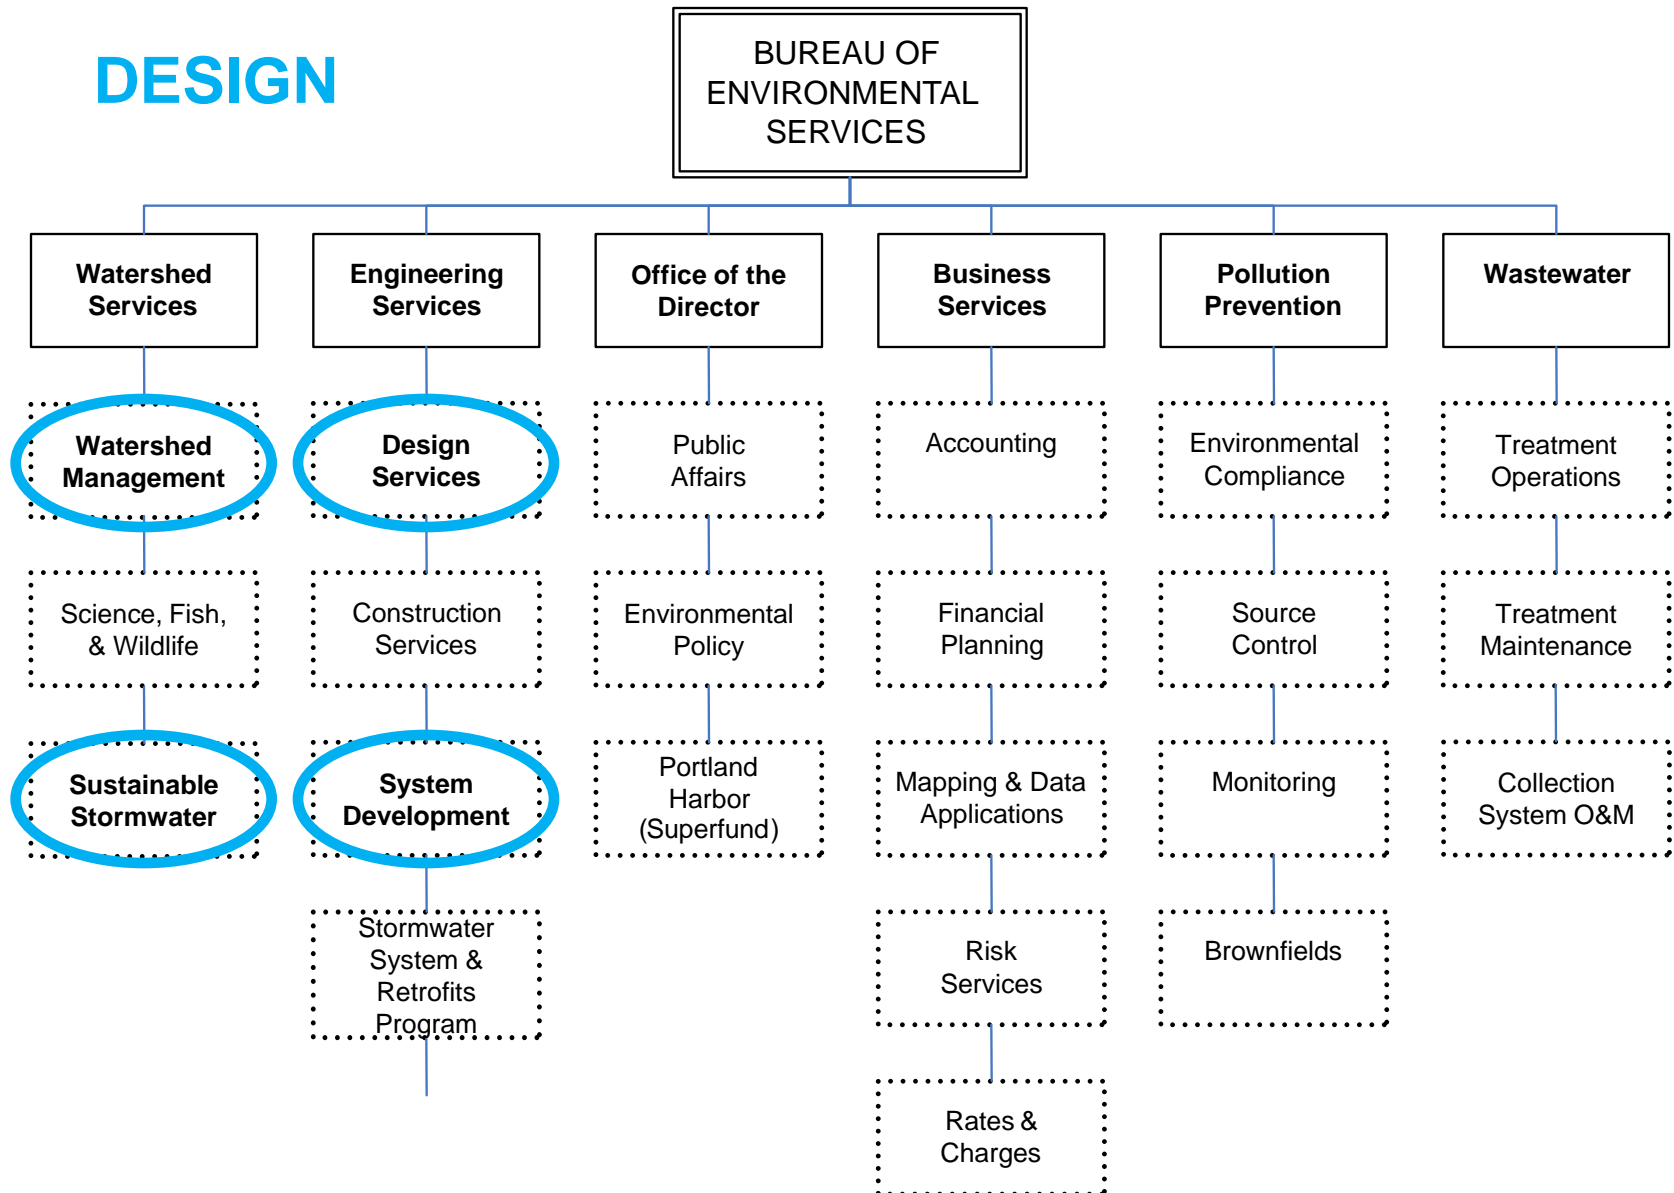 DESIGN
BUREAU OF
ENVIRONMENTAL
SERVICES
Watershed
Services
Engineering
Services
Office of the
Director
Business
Services
Pollution
Prevention
Wastewater
Watershed
Management
Design
Services
Public
Affairs
Accounting
Environmental
Compliance
Treatment
Operations
Science, Fish,
& Wildlife
Construction
Services
Environmental
Policy
Financial
Planning
Source
Control
Treatment
Maintenance
Sustainable
Stormwater
System
Development
Portland
Harbor
(Superfund)
Mapping & Data
Applications
Monitoring
Collection
System O&M
Stormwater
System &
Retrofits
Program
Risk
Services
Brownfields
Rates &
Charges